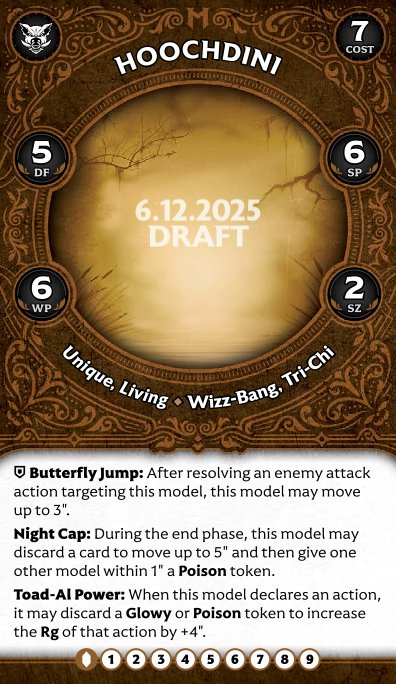 HOOCHDINI
7
COST
5
DF
6
SP
6.12.2025
DRAFT
6
WP
2
SZ
Unique, Living ◆ Wizz-Bang, Tri-Chi
Butterfly Jump: After resolving an enemy attack
action targeting this model, this model may move
up to 3".
Night Cap: During the end phase, this model may
discard a card to move up to 5" and then give one
other model within 1" a Poison token.
Toad-Al Power: When this model declares an action,
it may discard a Glowy or Poison token to increase
the Rg of that action by +4".
1 2 3 4 5 6 7 8 9